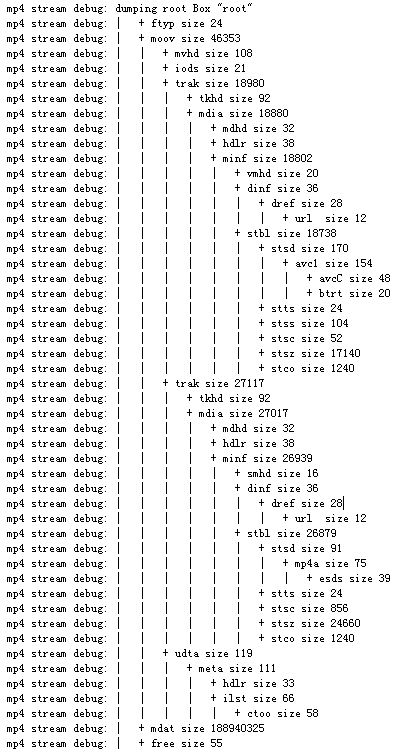 mp4 stream debug: dumping root Box "root"
mp4 stream debug: |   + ftyp size 24
mp4 stream debug: |   + moov size 46353
mp4 stream debug: |   |   + mvhd size 108
mp4 stream debug: |   |   + iods size 21
mp4 stream debug: |   |   + trak size 18980
mp4 stream debug: |   |   |   + tkhd size 92
mp4 stream debug: |   |   |   + mdia size 18880
mp4 stream debug: |   |   |   |   + mdhd size 32
mp4 stream debug: |   |   |   |   + hdlr size 38
mp4 stream debug: |   |   |   |   + minf size 18802
mp4 stream debug: |   |   |   |   |   + vmhd size 20
mp4 stream debug: |   |   |   |   |   + dinf size 36
mp4 stream debug: |   |   |   |   |   |   + dref size 28
mp4 stream debug: |   |   |   |   |   |   |   + url  size 12
mp4 stream debug: |   |   |   |   |   + stbl size 18738
mp4 stream debug: |   |   |   |   |   |   + stsd size 170
mp4 stream debug: |   |   |   |   |   |   |   + avc1 size 154
mp4 stream debug: |   |   |   |   |   |   |   |   + avcC size 48
mp4 stream debug: |   |   |   |   |   |   |   |   + btrt size 20
mp4 stream debug: |   |   |   |   |   |   + stts size 24
mp4 stream debug: |   |   |   |   |   |   + stss size 104
mp4 stream debug: |   |   |   |   |   |   + stsc size 52
mp4 stream debug: |   |   |   |   |   |   + stsz size 17140
mp4 stream debug: |   |   |   |   |   |   + stco size 1240
mp4 stream debug: |   |   + trak size 27117
mp4 stream debug: |   |   |   + tkhd size 92
mp4 stream debug: |   |   |   + mdia size 27017
mp4 stream debug: |   |   |   |   + mdhd size 32
mp4 stream debug: |   |   |   |   + hdlr size 38
mp4 stream debug: |   |   |   |   + minf size 26939
mp4 stream debug: |   |   |   |   |   + smhd size 16
mp4 stream debug: |   |   |   |   |   + dinf size 36
mp4 stream debug: |   |   |   |   |   |   + dref size 28
mp4 stream debug: |   |   |   |   |   |   |   + url  size 12
mp4 stream debug: |   |   |   |   |   + stbl size 26879
mp4 stream debug: |   |   |   |   |   |   + stsd size 91
mp4 stream debug: |   |   |   |   |   |   |   + mp4a size 75
mp4 stream debug: |   |   |   |   |   |   |   |   + esds size 39
mp4 stream debug: |   |   |   |   |   |   + stts size 24
mp4 stream debug: |   |   |   |   |   |   + stsc size 856
mp4 stream debug: |   |   |   |   |   |   + stsz size 24660
mp4 stream debug: |   |   |   |   |   |   + stco size 1240
mp4 stream debug: |   |   + udta size 119
mp4 stream debug: |   |   |   + meta size 111
mp4 stream debug: |   |   |   |   + hdlr size 33
mp4 stream debug: |   |   |   |   + ilst size 66
mp4 stream debug: |   |   |   |   |   + ctoo size 58
mp4 stream debug: |   + mdat size 188940325
mp4 stream debug: |   + free size 55